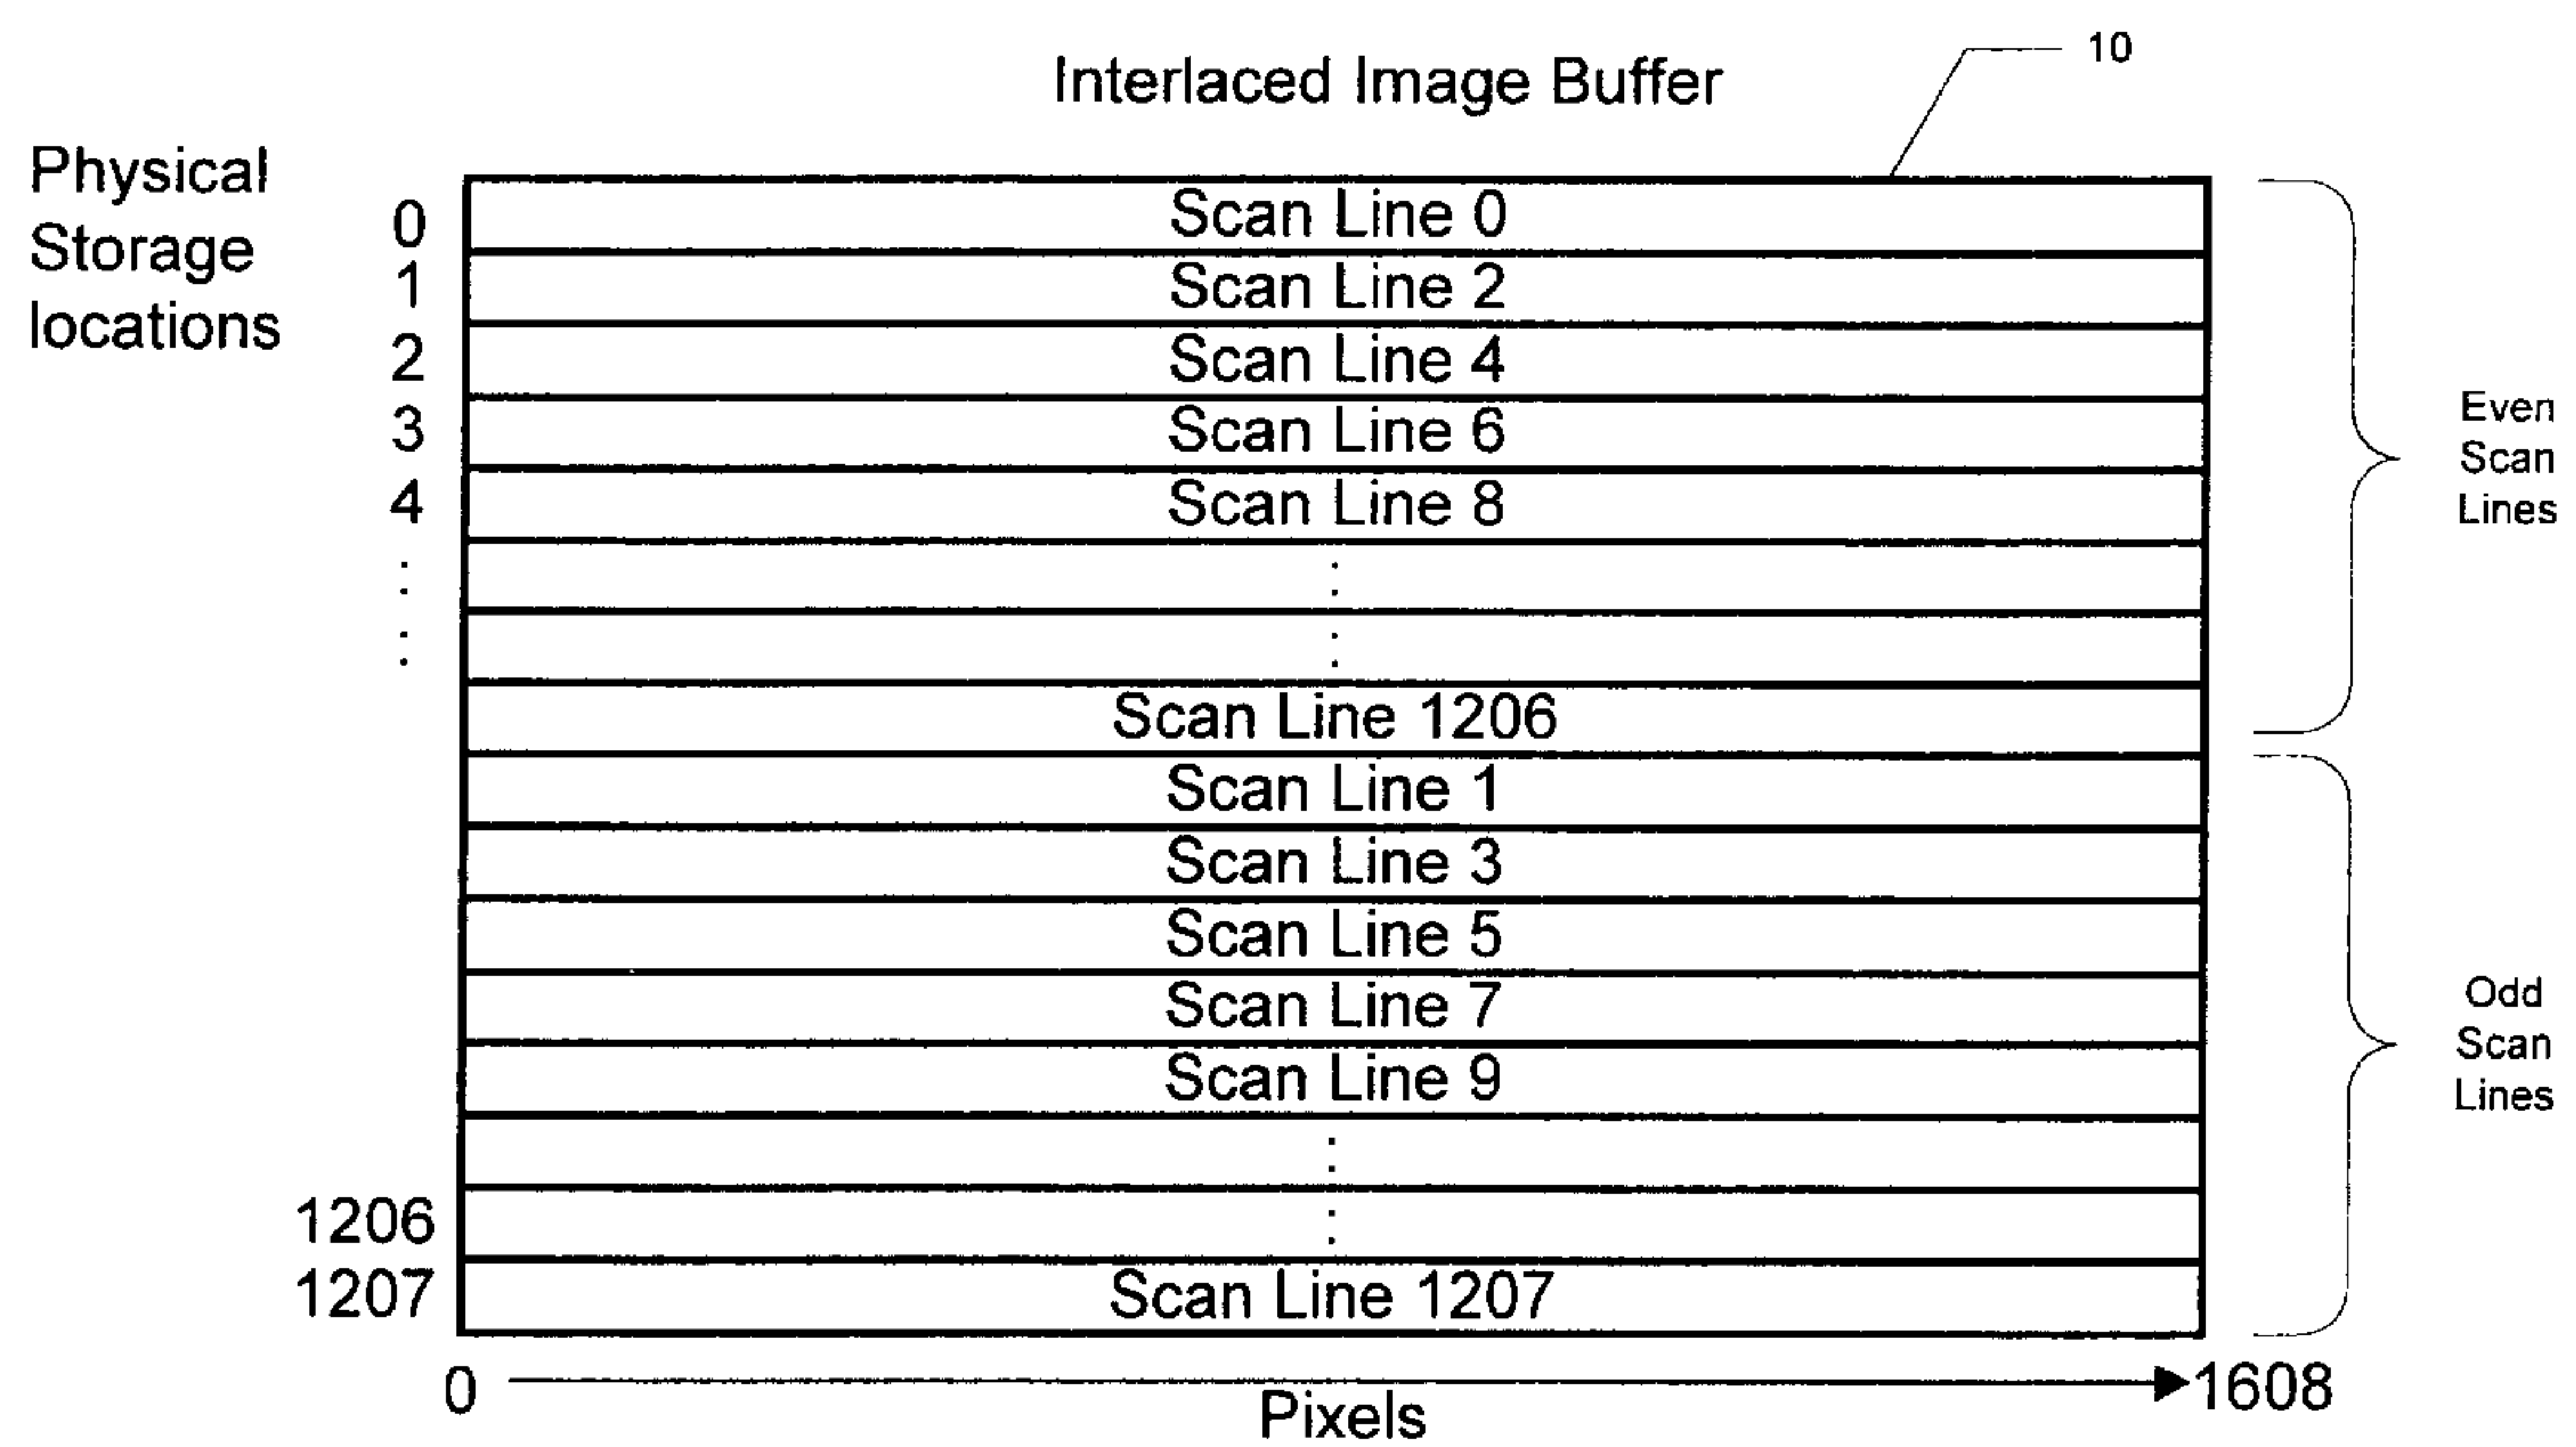 Interlaced Image Buffer
10
Physical
Storage
locations
0 Scan Line 0
1 Scan Line 2
2 Scan Line 4
3 Scan Line 6
4 Scan Line 8
: :
: :
Scan Line 1206
Even
Scan
Lines
Scan Line 1
Scan Line 3
Scan Line 5
Scan Line 7
Scan Line 9
:
1206 :
1207 Scan Line 1207
Odd
Scan
Lines
0 Pixels 1608